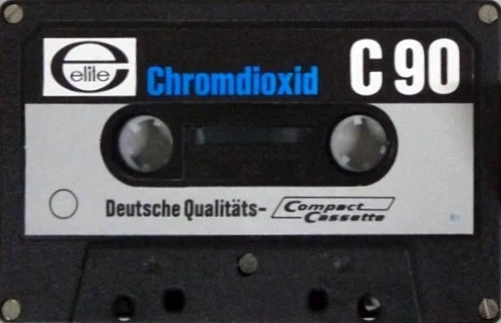 elite
Chromdioxid
C 90
Deutsche Qualitäts-
Compact
Cassette